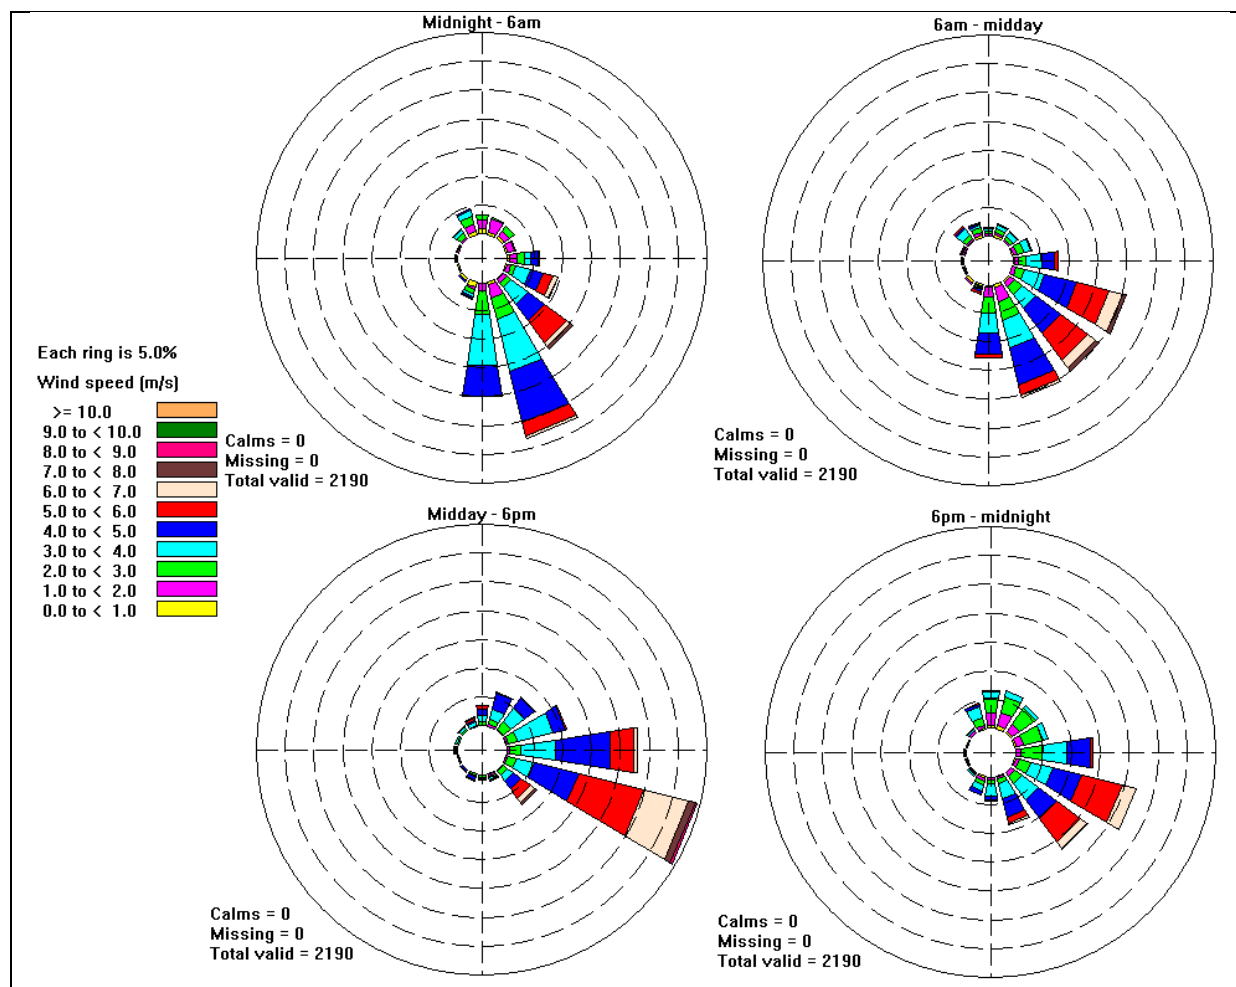 Midnight - 6am
6am - midday
Each ring is 5.0%
Wind speed (m/s)
>= 10.0
9.0 to < 10.0
8.0 to < 9.0
7.0 to < 8.0
6.0 to < 7.0
5.0 to < 6.0
4.0 to < 5.0
3.0 to < 4.0
2.0 to < 3.0
1.0 to < 2.0
0.0 to < 1.0
Calms = 0
Missing = 0
Total valid = 2190
Calms = 0
Missing = 0
Total valid = 2190
Midday - 6pm
6pm - midnight
Calms = 0
Missing = 0
Total valid = 2190
Calms = 0
Missing = 0
Total valid = 2190